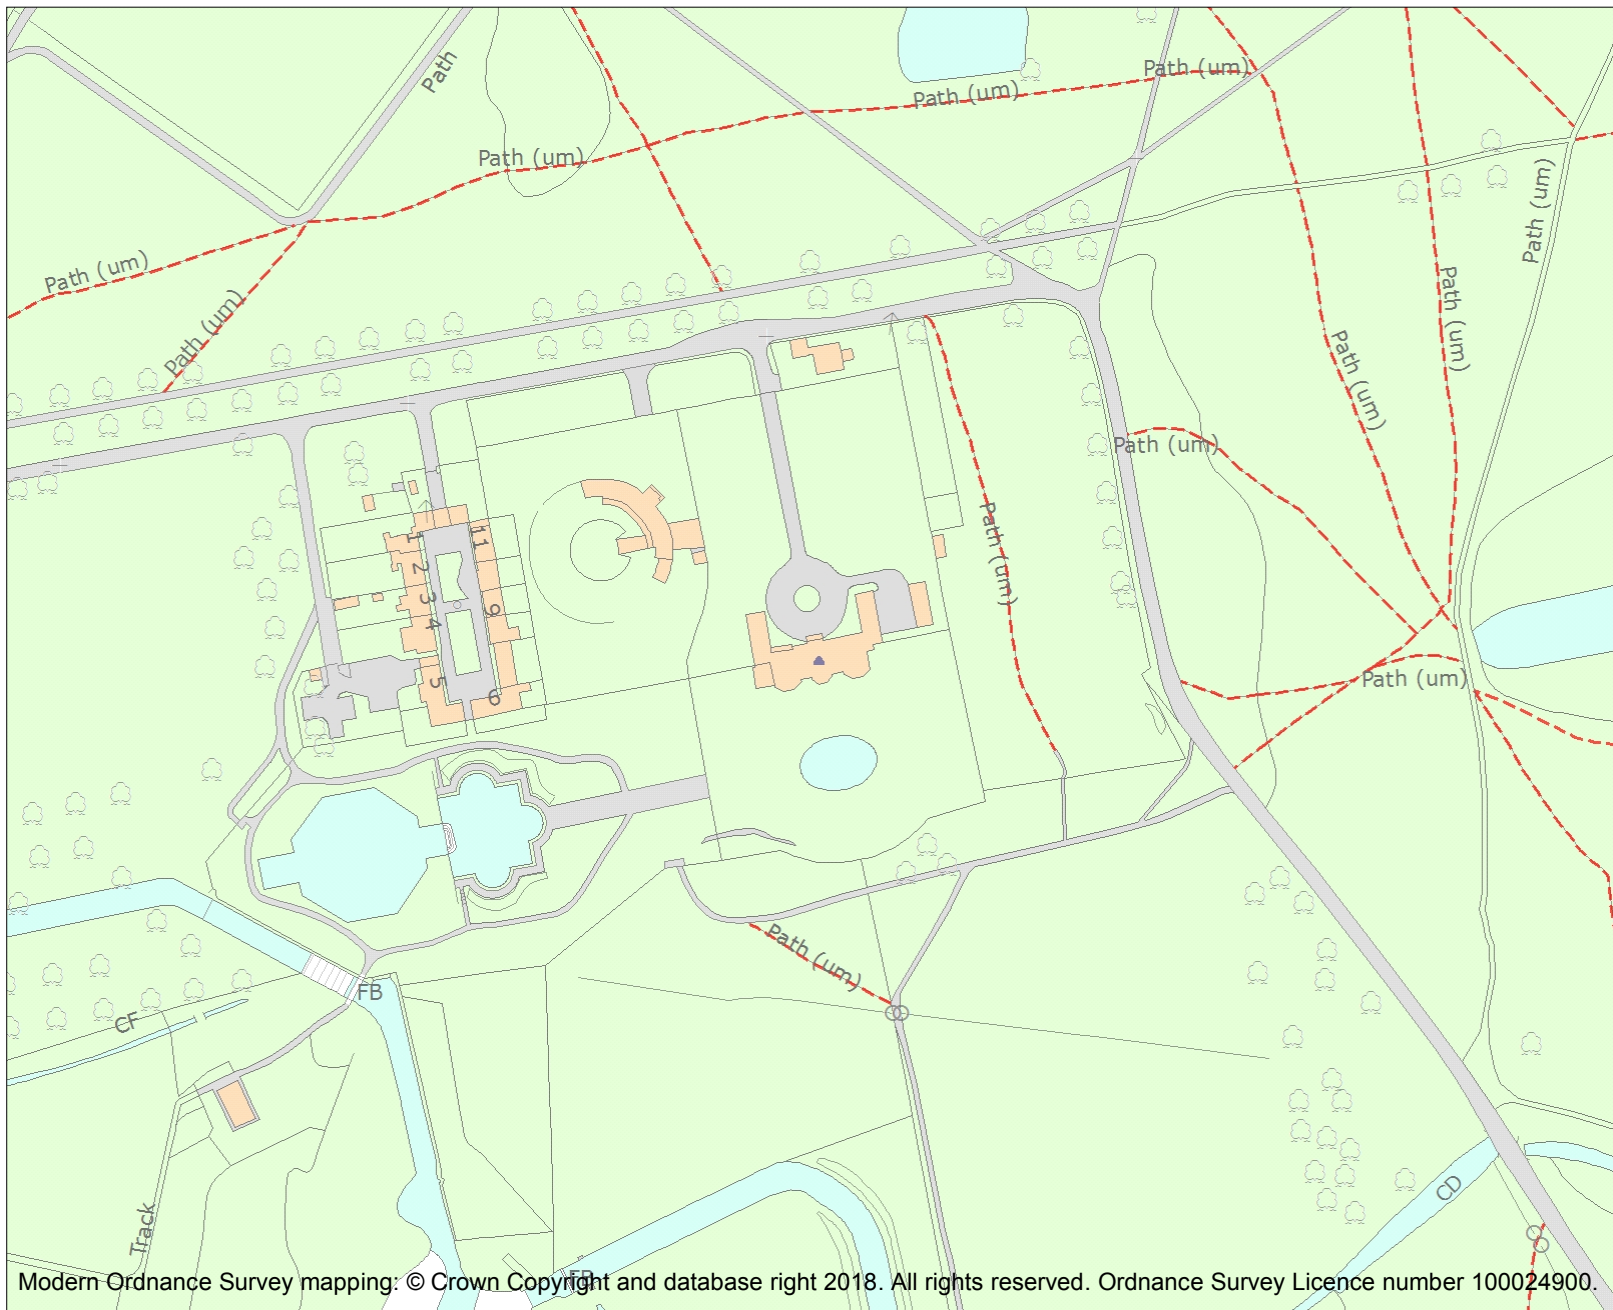 Path
Path (um)
Path (um)
Path (um)
Path (um)
Path (um)
Path (um)
Path (um)
Path (um)
Path (um)
Path (um)
1
11
2
3
9
4
5
6
Path (um)
Path (um)
FB
CF
CD
Track
FB
Modern Ordnance Survey mapping: © Crown Copyright and database right 2018. All rights reserved. Ordnance Survey Licence number 100024900.